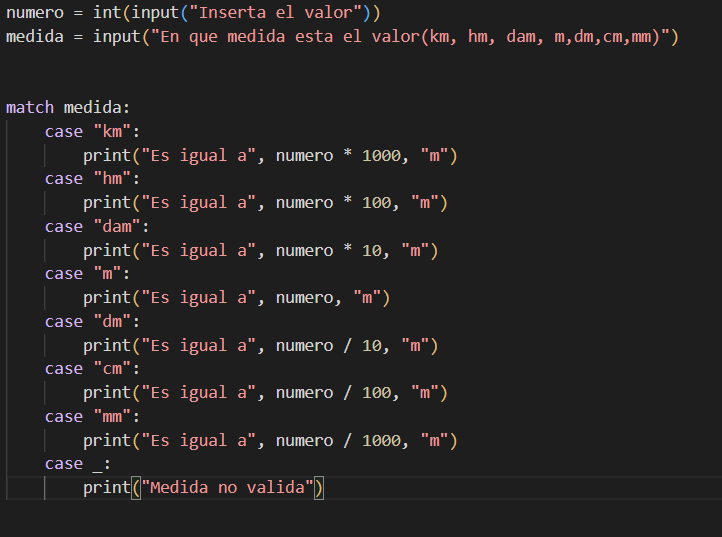 numero = int(input("Inserta el valor"))
medida = input("En que medida esta el valor(km, hm, dam, m,dm,cm,mm)")
match medida:
    case "km":
        print("Es igual a", numero * 1000, "m")
    case "hm":
        print("Es igual a", numero * 100, "m")
    case "dam":
        print("Es igual a", numero * 10, "m")
    case "m":
        print("Es igual a", numero, "m")
    case "dm":
        print("Es igual a", numero / 10, "m")
    case "cm":
        print("Es igual a", numero / 100, "m")
    case "mm":
        print("Es igual a", numero / 1000, "m")
    case _:
        print("Medida no valida")